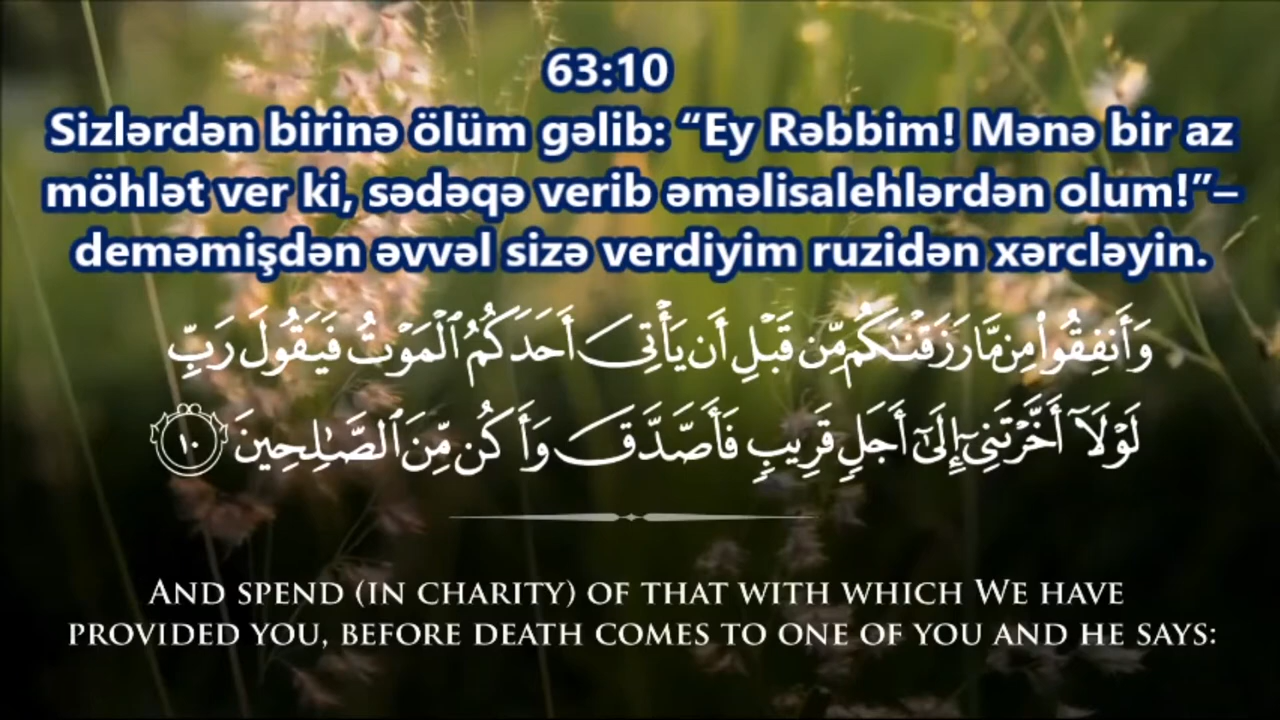 63:10
Sizlərdən birinə ölüm gəlib: “Ey Rəbbim! Mənə bir az
möhlət ver ki, sədəqə verib əməlisalehlərdən olum!”–
deməmişdən əvvəl sizə verdiyim ruzidən xərcləyin.
وَأَنفِقُوا۟ مِن مَّا رَزَقْنَـٰكُم مِّن قَبْلِ أَن يَأْتِىَ أَحَدَكُمُ ٱلْمَوْتُ فَيَقُولَ رَبِّ
لَوْلَآ أَخَّرْتَنِىٓ إِلَىٰٓ أَجَلٍ قَرِيبٍ فَأَصَّدَّقَ وَأَكُن مِّنَ ٱلصَّـٰلِحِينَ ١٠
And spend (in charity) of that with which We have
provided you, before death comes to one of you and he says: